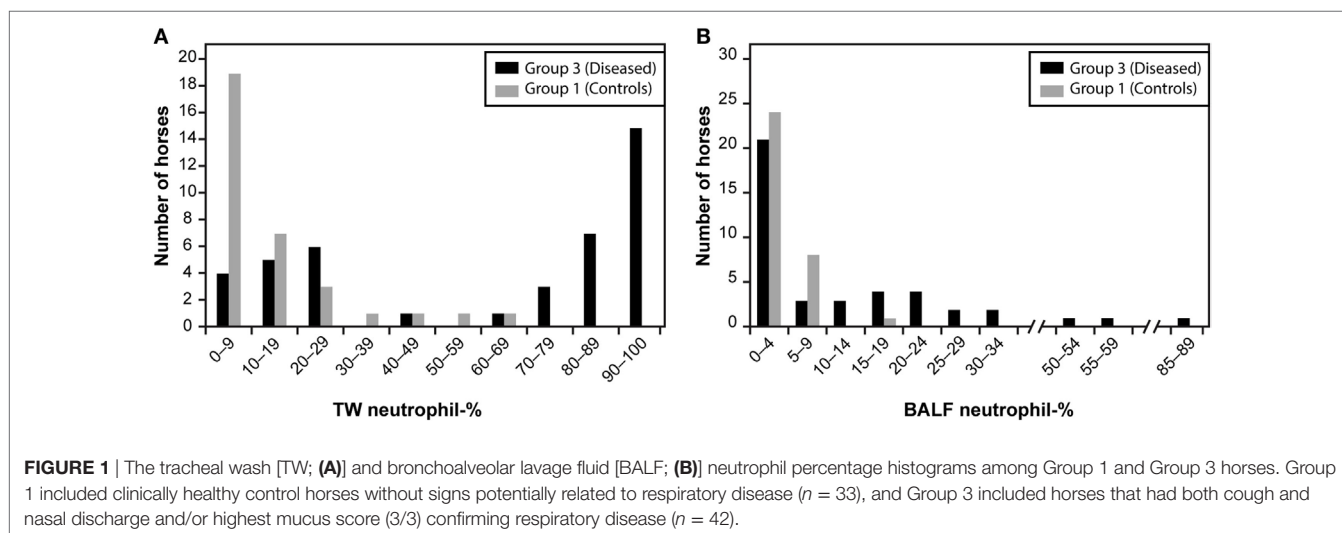 A
20
18
16
14
12
10
8
6
4
2
0
Number of horses
Group 3 (Diseased)
Group 1 (Controls)
0–9
10–19
20–29
30–39
40–49
50–59
60–69
70–79
80–89
90–100
TW neutrophil-%
B
30
25
20
15
10
5
0
Number of horses
Group 3 (Diseased)
Group 1 (Controls)
0–4
5–9
10–14
15–19
20–24
25–29
30–34
50–54
55–59
85–89
BALF neutrophil-%
FIGURE 1 | The tracheal wash [TW; (A)] and bronchoalveolar lavage fluid [BALF; (B)] neutrophil percentage histograms among Group 1 and Group 3 horses. Group
1 included clinically healthy control horses without signs potentially related to respiratory disease (n = 33), and Group 3 included horses that had both cough and
nasal discharge and/or highest mucus score (3/3) confirming respiratory disease (n = 42).